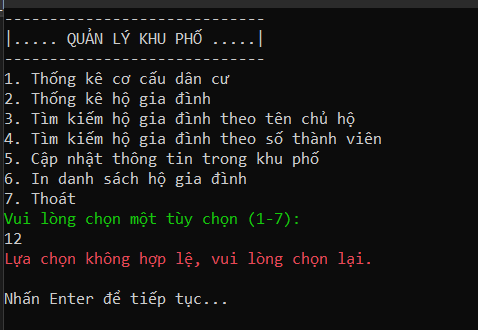 -----------------------------
|..... QUẢN LÝ KHU PHỐ .....|
-----------------------------
1. Thống kê cơ cấu dân cư
2. Thống kê hộ gia đình
3. Tìm kiếm hộ gia đình theo tên chủ hộ
4. Tìm kiếm hộ gia đình theo số thành viên
5. Cập nhật thông tin trong khu phố
6. In danh sách hộ gia đình
7. Thoát
Vui lòng chọn một tùy chọn (1-7):
12
Lựa chọn không hợp lệ, vui lòng chọn lại.
Nhấn Enter để tiếp tục...